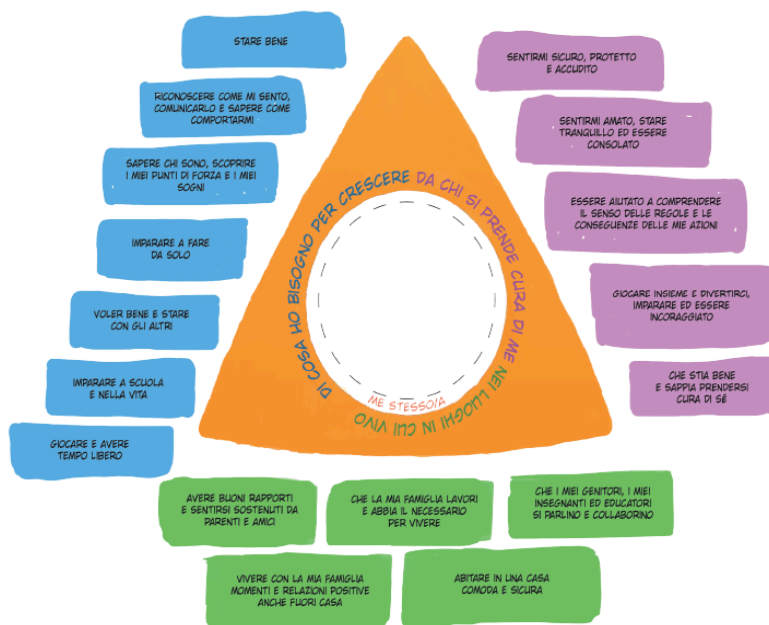 STARE BENE
RICONOSCERE COME MI SENTO,
COMUNICARLO E SAPERE COME
COMPORTARMI
SAPERE CHI SONO, SCOPRIRE
I MIEI PUNTI DI FORZA E I MIEI
SOGNI
IMPARARE A FARE
DA SOLO
VOLER BENE E STARE
CON GLI ALTRI
IMPARARE A SCUOLA
E NELLA VITA
GIOCARE E AVERE
TEMPO LIBERO
DI COSA HO BISOGNO PER CRESCERE
DA CHI SI PRENDE CURA DI ME
NEI LUOGHI IN CUI VIVO
ME STESSO/A
SENTIRMI SICURO, PROTETTO
E ACCUDITO
SENTIRMI AMATO, STARE
TRANQUILLO ED ESSERE
CONSOLATO
ESSERE AIUTATO A COMPRENDERE
IL SENSO DELLE REGOLE E LE
CONSEGUENZE DELLE MIE AZIONI
GIOCARE INSIEME E DIVERTIRCI,
IMPARARE ED ESSERE
INCORAGGIATO
CHE STIA BENE
E SAPPIA PRENDERSI
CURA DI SÉ
AVERE BUONI RAPPORTI
E SENTIRSI SOSTENUTI DA
PARENTI E AMICI
CHE LA MIA FAMIGLIA LAVORI
E ABBIA IL NECESSARIO
PER VIVERE
CHE I MIEI GENITORI, I MIEI
INSEGNANTI ED EDUCATORI
SI PARLINO E COLLABORINO
VIVERE CON LA MIA FAMIGLIA
MOMENTI E RELAZIONI POSITIVE
ANCHE FUORI CASA
ABITARE IN UNA CASA
COMODA E SICURA